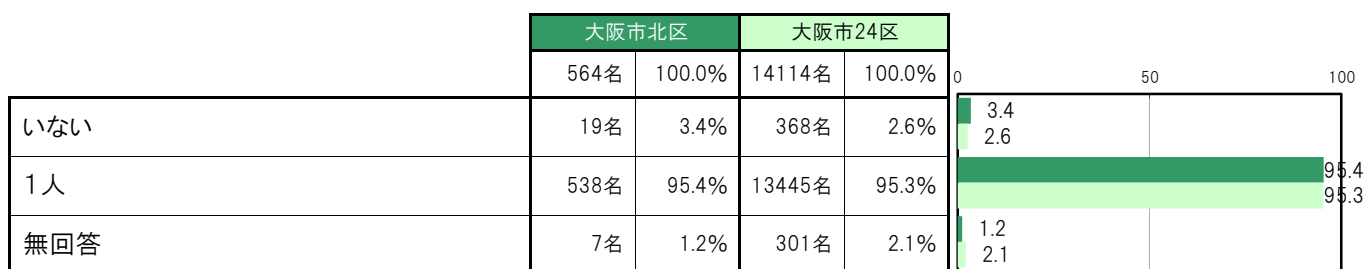 大阪市北区 大阪市24区
564名 100.0% 14114名 100.0% 0 50 100
いない 19名 3.4% 368名 2.6% 3.4
2.6
1人 538名 95.4% 13445名 95.3% 95.4
95.3
無回答 7名 1.2% 301名 2.1% 1.2
2.1